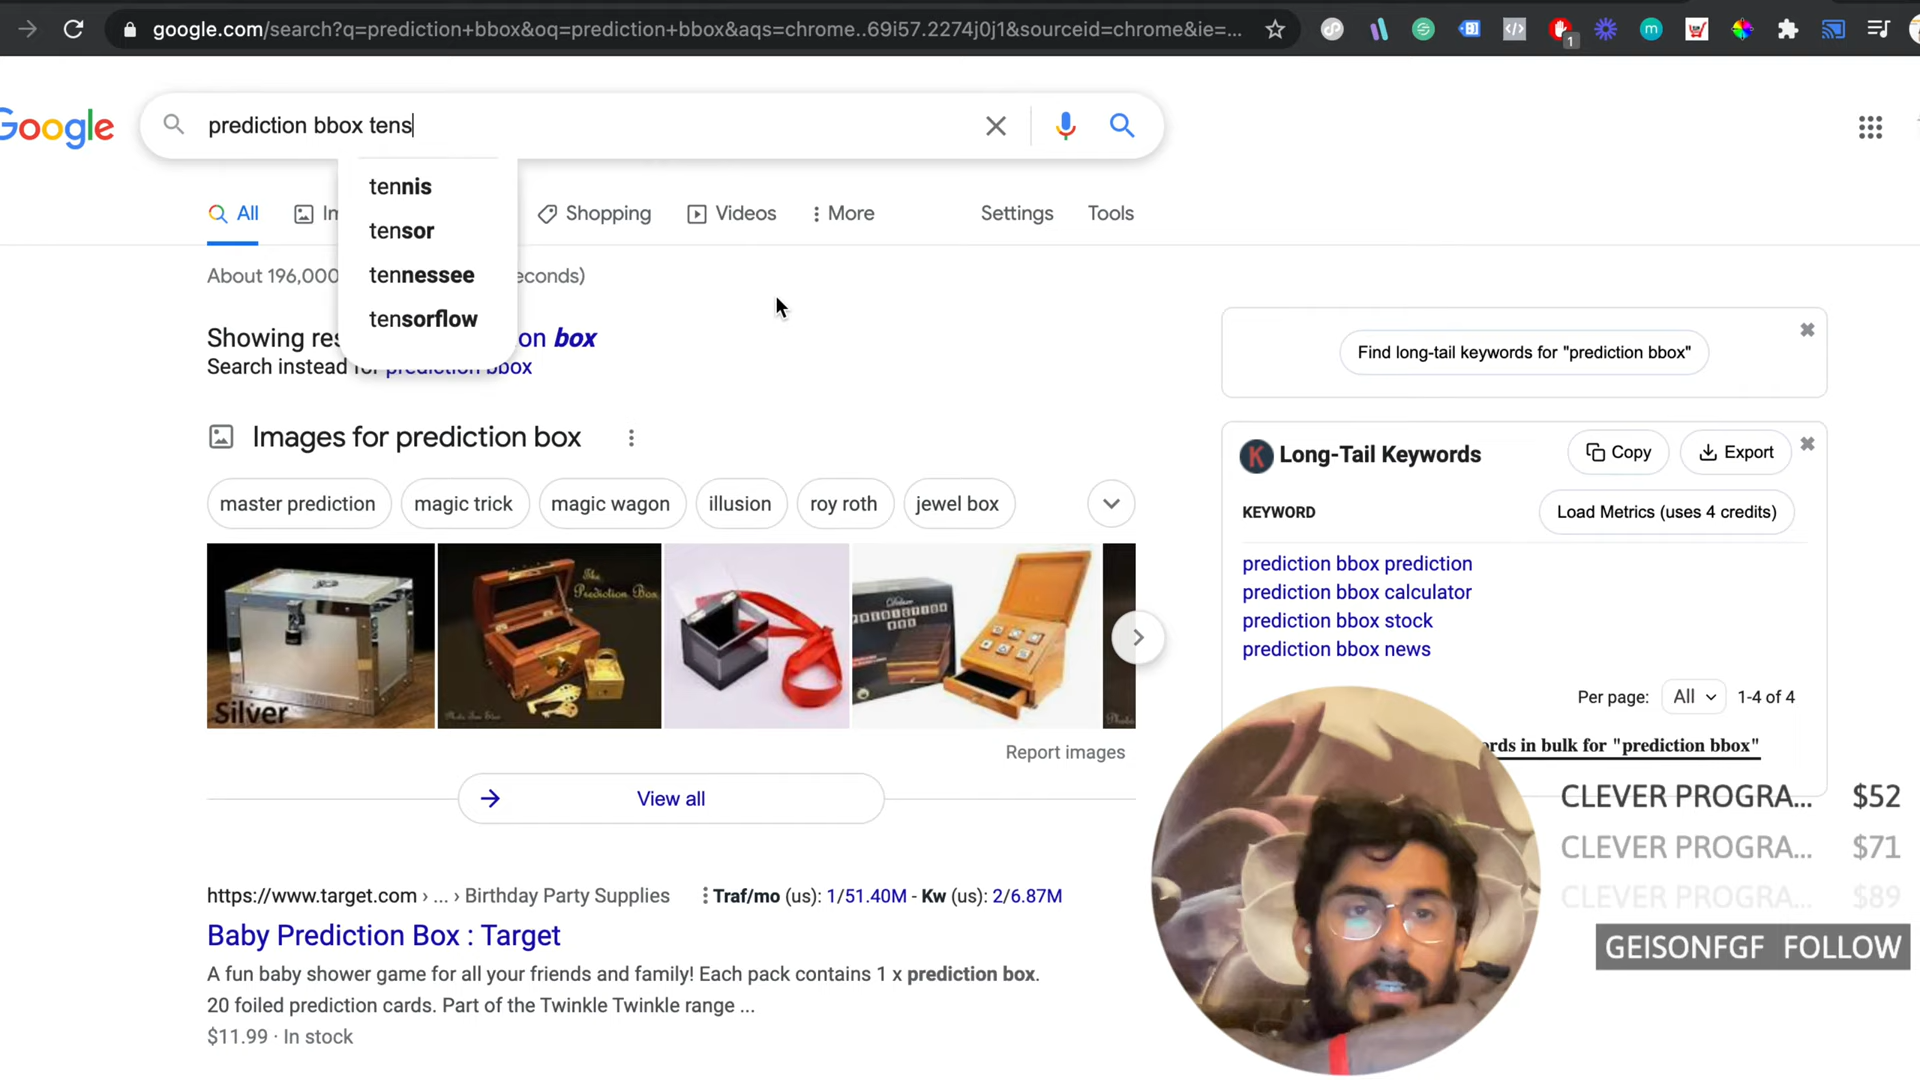 google.com/search?q=prediction+bbox&oq=prediction+bbox&aqs=chrome..69i57.2274j0j1&sourceid=chrome&ie=...
1
m
Google
prediction bbox tens
tennis
tensor
tennessee
tensorflow
All
Im
Shopping
Videos
More
Settings
Tools
About 196,000
econds)
Showing res
on box
Search instead for prediction bbox
Images for prediction box
master prediction
magic trick
magic wagon
illusion
roy roth
jewel box
Silver
The
Prediction Box
PREDICTION
BOX
Report images
View all
https://www.target.com › ... › Birthday Party Supplies
Traf/mo (us): 1/51.40M - Kw (us): 2/6.87M
Baby Prediction Box : Target
A fun baby shower game for all your friends and family! Each pack contains 1 x prediction box.
20 foiled prediction cards. Part of the Twinkle Twinkle range ...
$11.99 · In stock
Find long-tail keywords for "prediction bbox"
K
Long-Tail Keywords
Copy
Export
KEYWORD
Load Metrics (uses 4 credits)
prediction bbox prediction
prediction bbox calculator
prediction bbox stock
prediction bbox news
Per page:
All
1-4 of 4
ords in bulk for "prediction bbox"
CLEVER PROGRA... $52
CLEVER PROGRA... $71
CLEVER PROGRA... $89
GEISONFGF FOLLOW